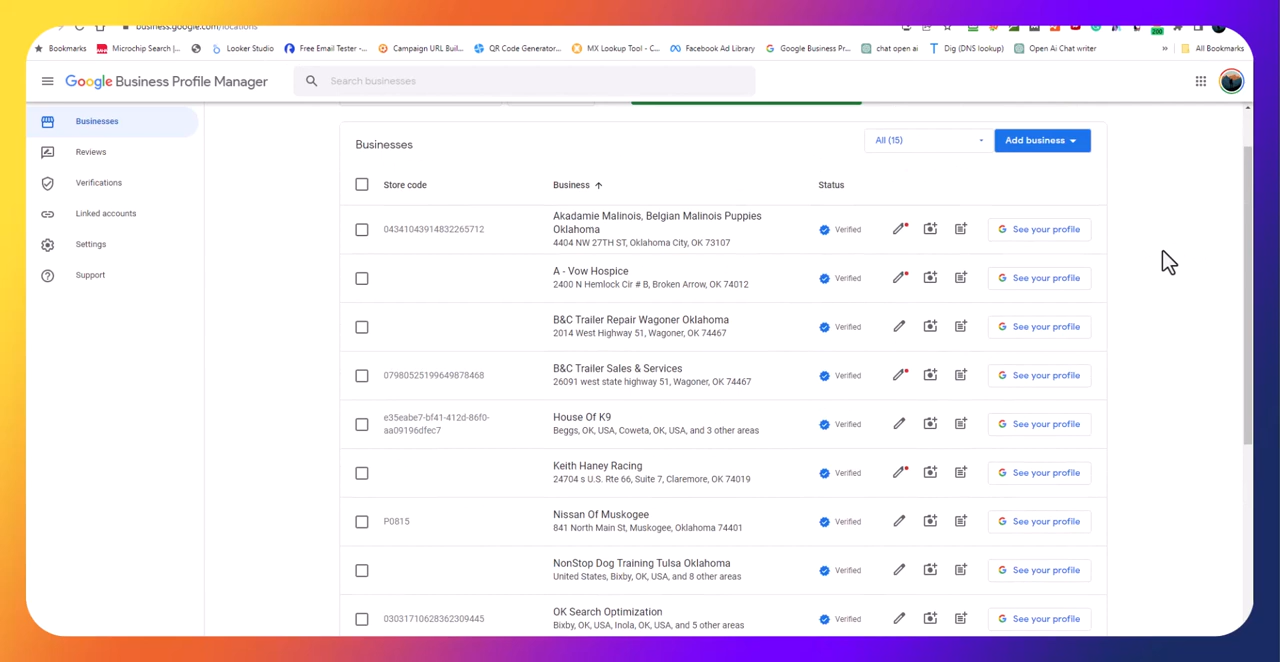 business.google.com/locations
Bookmarks Microchip Search |... Looker Studio Free Email Tester -... Campaign URL Buil... QR Code Generator... MX Lookup Tool - C... Facebook Ad Library Google Business Pr... chat open ai Dig (DNS lookup) Open Ai Chat writer » All Bookmarks
200
Google Business Profile Manager
Search businesses
Businesses
Reviews
Verifications
Linked accounts
Settings
Support
Businesses
All (15)
Add business
Store code Business Status
04341043914832265712
Akadamie Malinois, Belgian Malinois Puppies
Oklahoma
4404 NW 27TH ST, Oklahoma City, OK 73107
Verified
See your profile
A - Vow Hospice
2400 N Hemlock Cir # B, Broken Arrow, OK 74012
Verified
See your profile
B&C Trailer Repair Wagoner Oklahoma
2014 West Highway 51, Wagoner, OK 74467
Verified
See your profile
07980525199649878468
B&C Trailer Sales & Services
26091 west state highway 51, Wagoner, OK 74467
Verified
See your profile
e35eabe7-bf41-412d-86f0-
aa09196dfec7
House Of K9
Beggs, OK, USA, Coweta, OK, USA, and 3 other areas
Verified
See your profile
Keith Haney Racing
24704 s U.S. Rte 66, Suite 7, Claremore, OK 74019
Verified
See your profile
P0815
Nissan Of Muskogee
841 North Main St, Muskogee, Oklahoma 74401
Verified
See your profile
NonStop Dog Training Tulsa Oklahoma
United States, Bixby, OK, USA, and 8 other areas
Verified
See your profile
03031710628362309445
OK Search Optimization
Bixby, OK, USA, Inola, OK, USA, and 5 other areas
Verified
See your profile